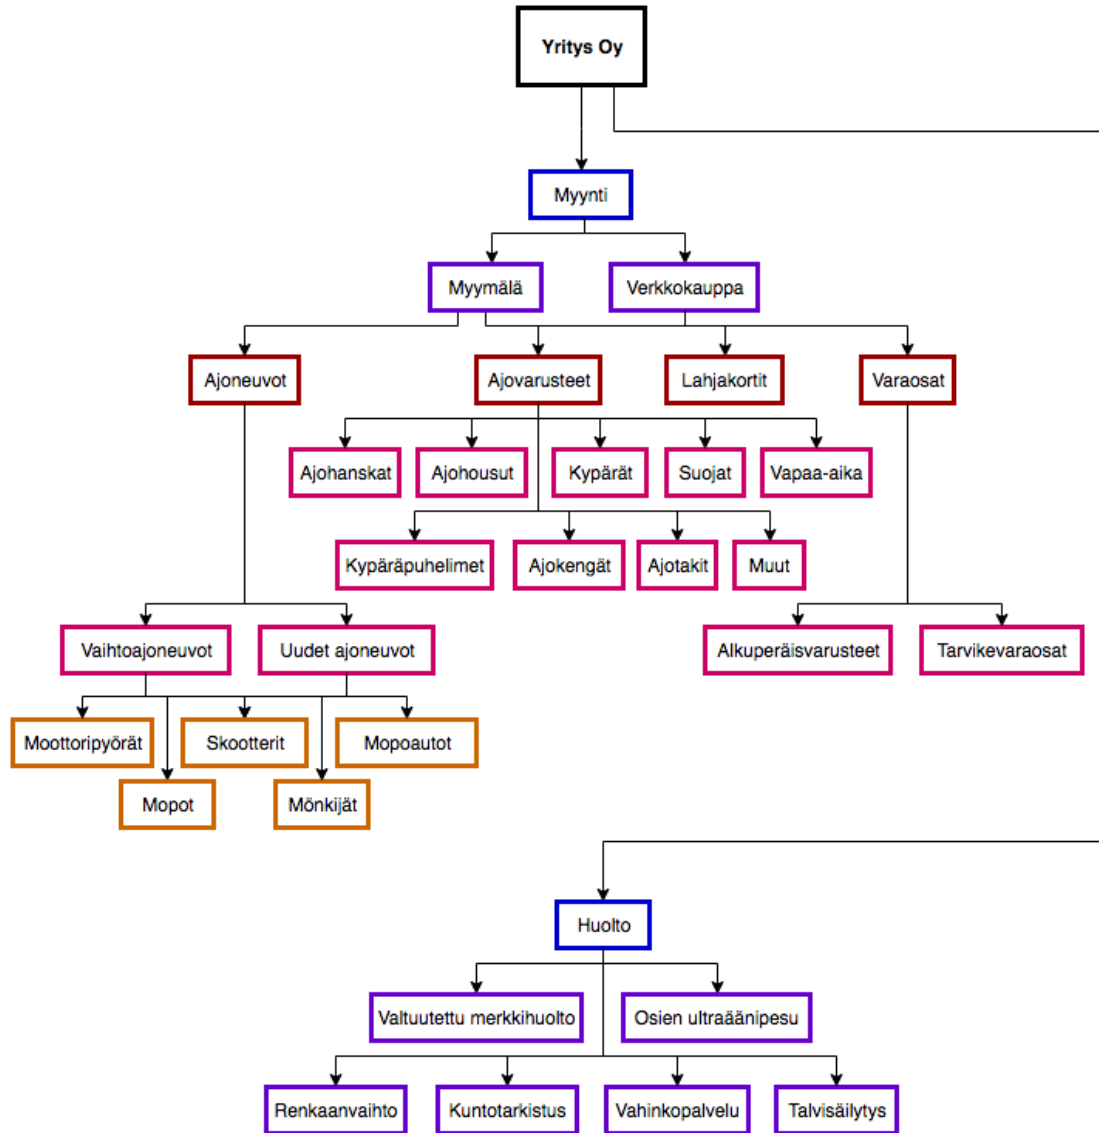 Yritys Oy
Myynti
Myymälä
Verkkokauppa
Ajoneuvot
Ajovarusteet
Lahjakortit
Varaosat
Ajohanskat
Ajohousut
Kypärät
Suojat
Vapaa-aika
Kypäräpuhelimet
Ajokengät
Ajotakit
Muut
Vaihtoajoneuvot
Uudet ajoneuvot
Alkuperäisvarusteet
Tarvikevaraosat
Moottoripyörät
Skootterit
Mopoautot
Mopot
Mönkijät
Huolto
Valtuutettu merkkihuolto
Osien ultraäänipesu
Renkaanvaihto
Kuntotarkistus
Vahinkopalvelu
Talvisäilytys